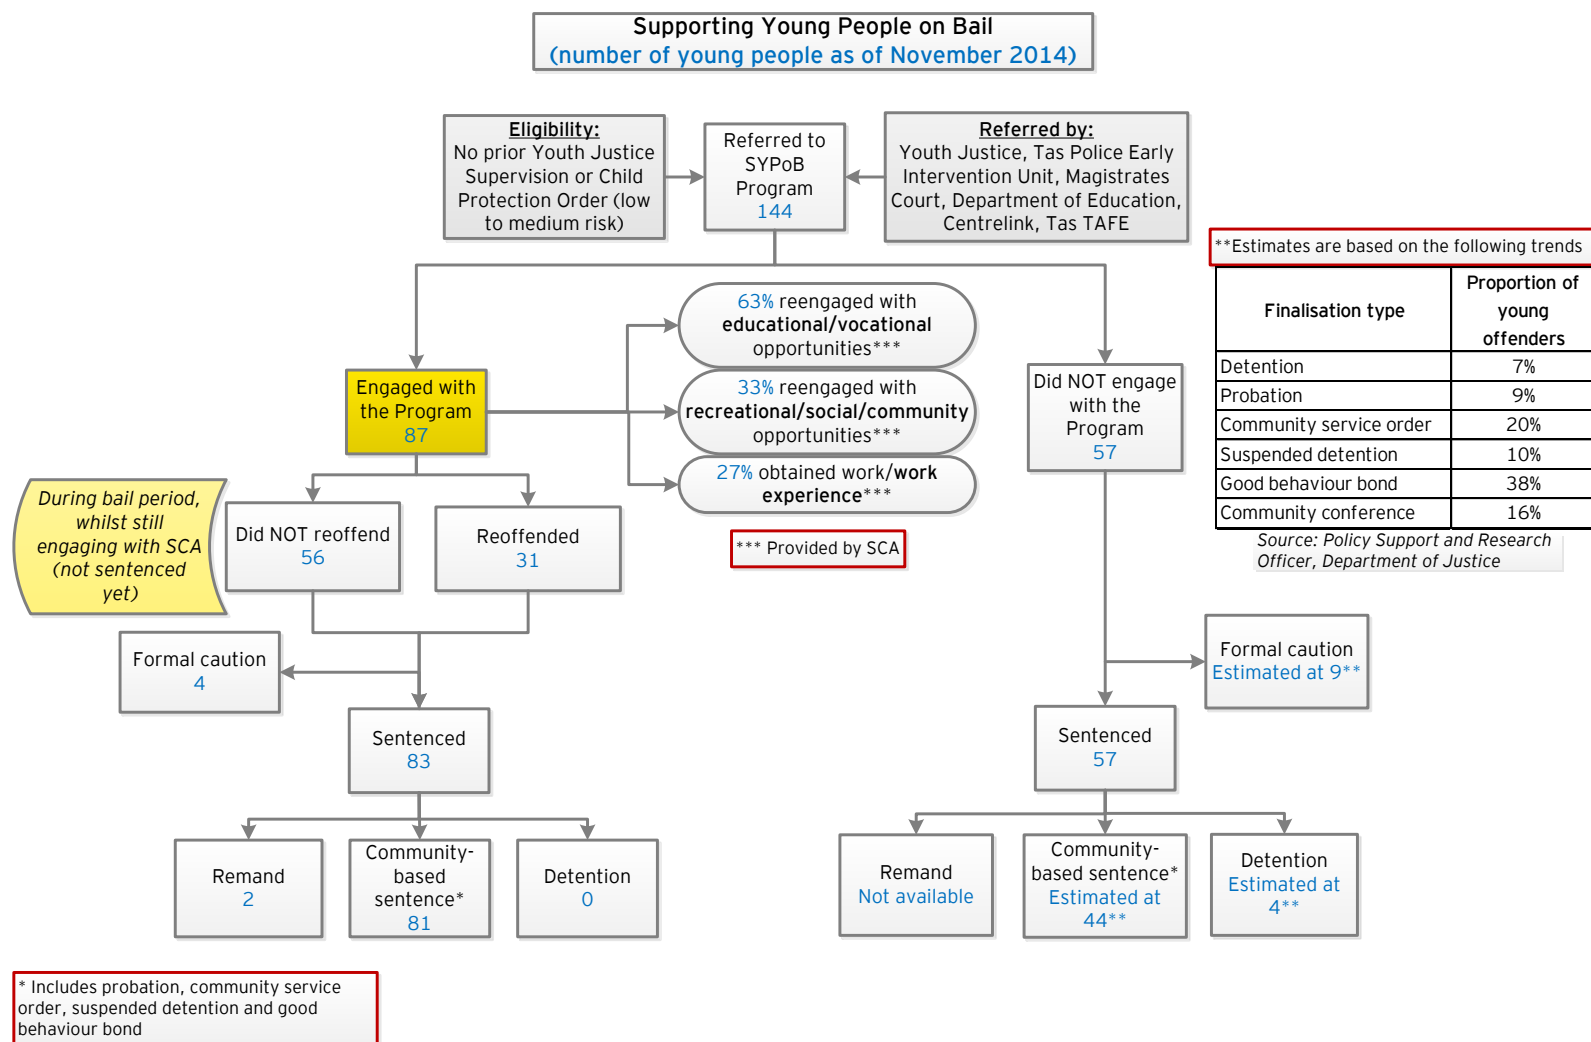 Supporting Young People on Bail
(number of young people as of November 2014)
Eligibility:
No prior Youth Justice
Supervision or Child
Protection Order (low
to medium risk)
Referred to
SYPoB
Program
144
Referred by:
Youth Justice, Tas Police Early
Intervention Unit, Magistrates
Court, Department of Education,
Centrelink, Tas TAFE
**Estimates are based on the following trends
Finalisation type
Proportion of
young
offenders
Detention 7%
Probation 9%
Community service order 20%
Suspended detention 10%
Good behaviour bond 38%
Community conference 16%
Source: Policy Support and Research
Officer, Department of Justice
63% reengaged with
educational/vocational
opportunities***
33% reengaged with
recreational/social/community
opportunities***
27% obtained work/work
experience***
*** Provided by SCA
Engaged with
the Program
87
Did NOT engage
with the
Program
57
During bail period,
whilst still
engaging with SCA
(not sentenced
yet)
Did NOT reoffend
56
Reoffended
31
Formal caution
4
Formal caution
Estimated at 9**
Sentenced
83
Sentenced
57
Remand
2
Community-
based
sentence*
81
Detention
0
Remand
Not available
Community-
based sentence*
Estimated at
44**
Detention
Estimated at
4**
* Includes probation, community service
order, suspended detention and good
behaviour bond